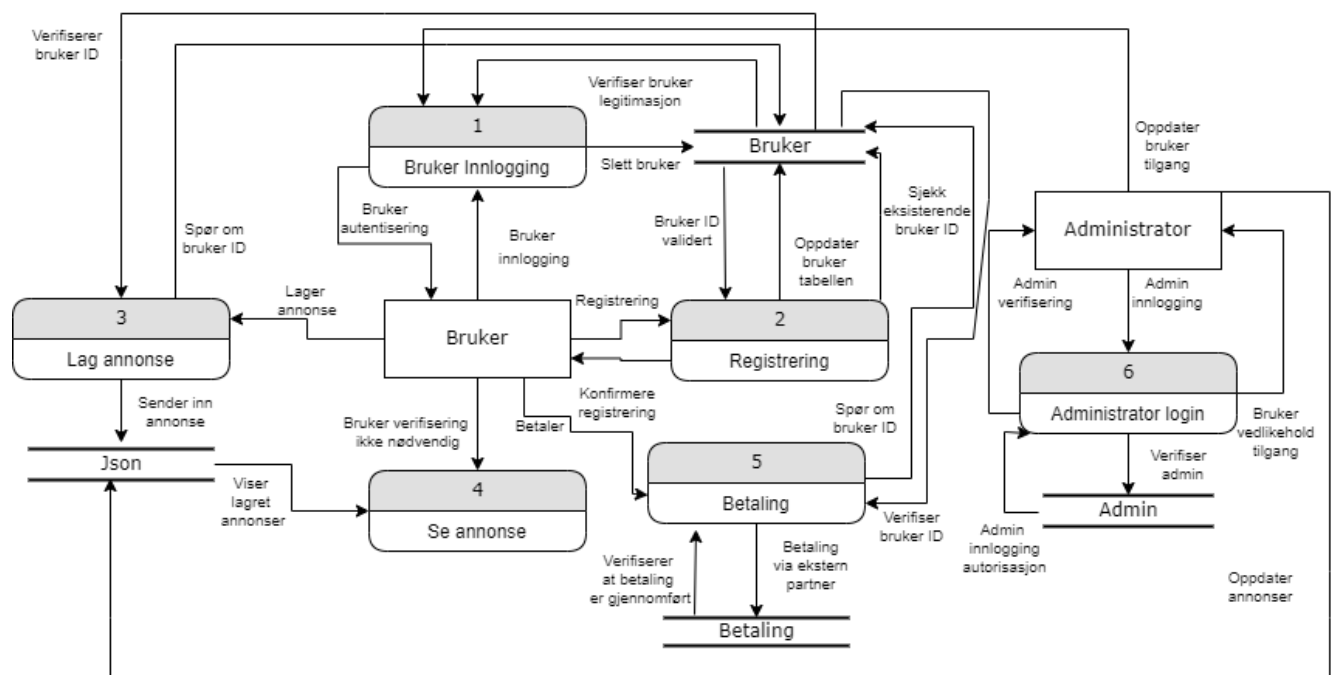 Verifiserer
bruker ID
Verifiser bruker
legitimasjon
1
Bruker Innlogging
Slett bruker
Bruker
Oppdater
bruker
tilgang
Bruker
autentisering
Spør om
bruker ID
Bruker
innlogging
Bruker ID
validert
Oppdater
bruker
tabellen
Sjekk
eksisterende
bruker ID
Administrator
Admin
verifisering
Admin
innlogging
3
Lag annonse
Lager
annonse
Bruker
Registrering
2
Registrering
6
Administrator login
Sender inn
annonse
Bruker verifisering
ikke nødvendig
Konfirmere
registrering
Betaler
Spør om
bruker ID
Bruker
vedlikehold
tilgang
Json
Viser
lagret
annonser
4
Se annonse
5
Betaling
Verifiser
bruker ID
Verifiser
admin
Admin
Admin
innlogging
autorisasjon
Verifiserer
at betaling
er gjennomført
Betaling
via ekstern
partner
Betaling
Oppdater
annonser